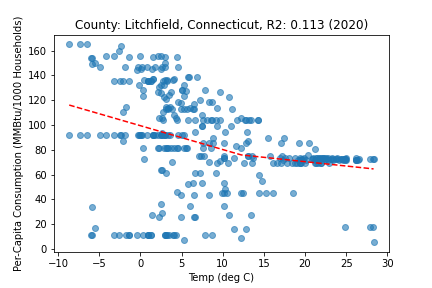 County: Litchfield, Connecticut, R2: 0.113 (2020)
Per-Capita Consumption (MMBtu/1000 Households)
160
140
120
100
80
60
40
20
0
−10 −5 0 5 10 15 20 25 30
Temp (deg C)